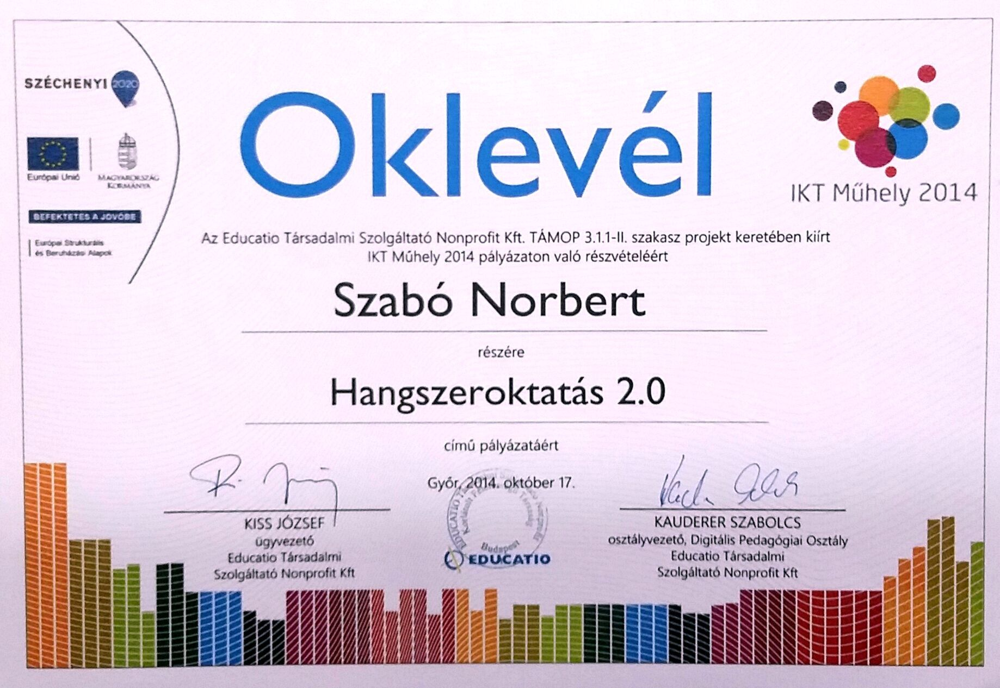 SZÉCHENYI 2020
Európai Unió
MAGYARORSZÁG
KORMÁNYA
BEFEKTETÉS A JÖVŐBE
Európai Strukturális
és Beruházási Alapok
Oklevél
IKT Műhely 2014
Az Educatio Társadalmi Szolgáltató Nonprofit Kft. TÁMOP 3.1.1-II. szakasz projekt keretében kiírt
IKT Műhely 2014 pályázaton való részvételéért
Szabó Norbert
részére
Hangszeroktatás 2.0
című pályázatáért
Győr, 2014. október 17.
KISS JÓZSEF
ügyvezető
Educatio Társadalmi
Szolgáltató Nonprofit Kft
Budapest
EDUCATIO
KAUDERER SZABOLCS
osztályvezető, Digitális Pedagógiai Osztály
Educatio Társadalmi
Szolgáltató Nonprofit Kft